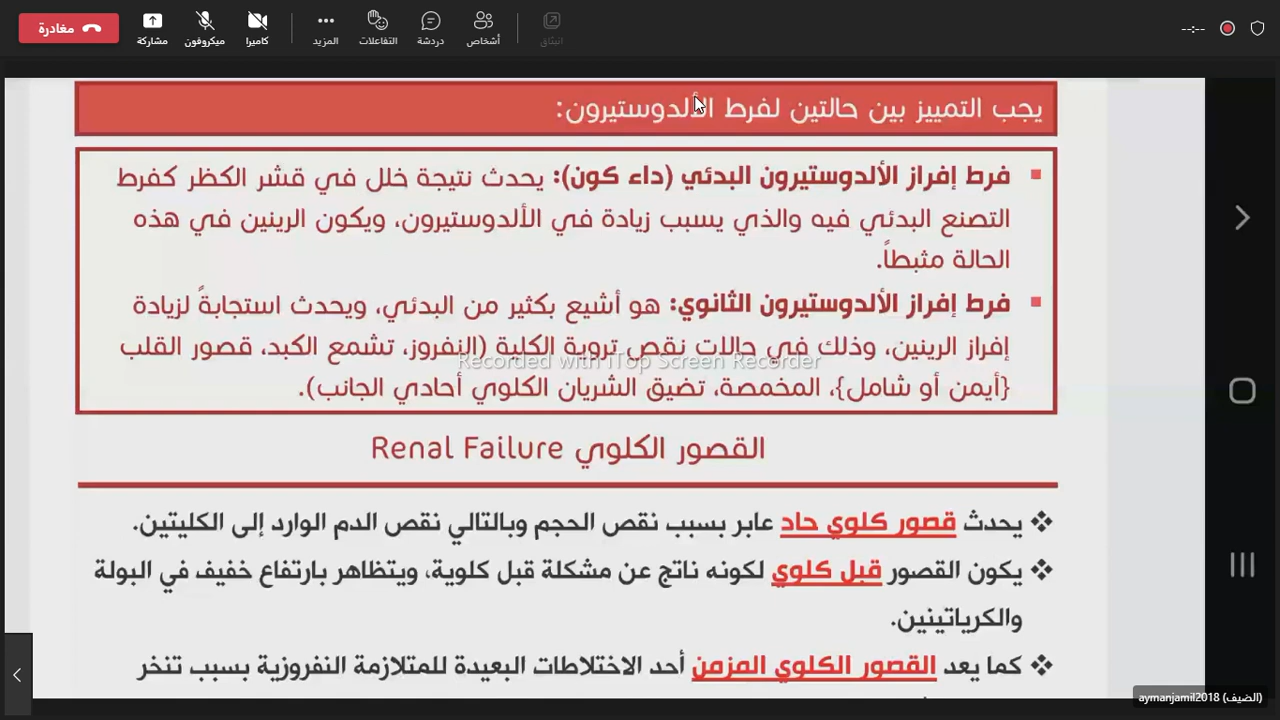 مغادرة
مشاركة
ميكروفون
كاميرا
المزيد
التفاعلات
دردشة
أشخاص
انبثاق
--:--
يجب التمييز بين حالتين لفرط الألدوستيرون:
فرط إفراز الألدوستيرون البدئي (داء كون): يحدث نتيجة خلل في قشر الكظر كفرط
التصنع البدئي فيه والذي يسبب زيادة في الألدوستيرون، ويكون الرينين في هذه
الحالة مثبطاً.
فرط إفراز الألدوستيرون الثانوي: هو أشيع بكثير من البدئي، ويحدث استجابةً لزيادة
إفراز الرينين، وذلك في حالات نقص تروية الكلية (النفروز، تشمع الكبد، قصور القلب
Recorded with iTop Screen Recorder
{أيمن أو شامل}، المخمصة، تضيق الشريان الكلوي أحادي الجانب).
القصور الكلوي Renal Failure
❖ يحدث قصور كلوي حاد عابر بسبب نقص الحجم وبالتالي نقص الدم الوارد إلى الكليتين.
❖ يكون القصور قبل كلوي لكونه ناتج عن مشكلة قبل كلوية، ويتظاهر بارتفاع خفيف في البولة
والكرياتينين.
❖ كما يعد القصور الكلوي المزمن أحد الاختلاطات البعيدة للمتلازمة النفروزية بسبب تنخر
aymanjamil2018 (الضيف)